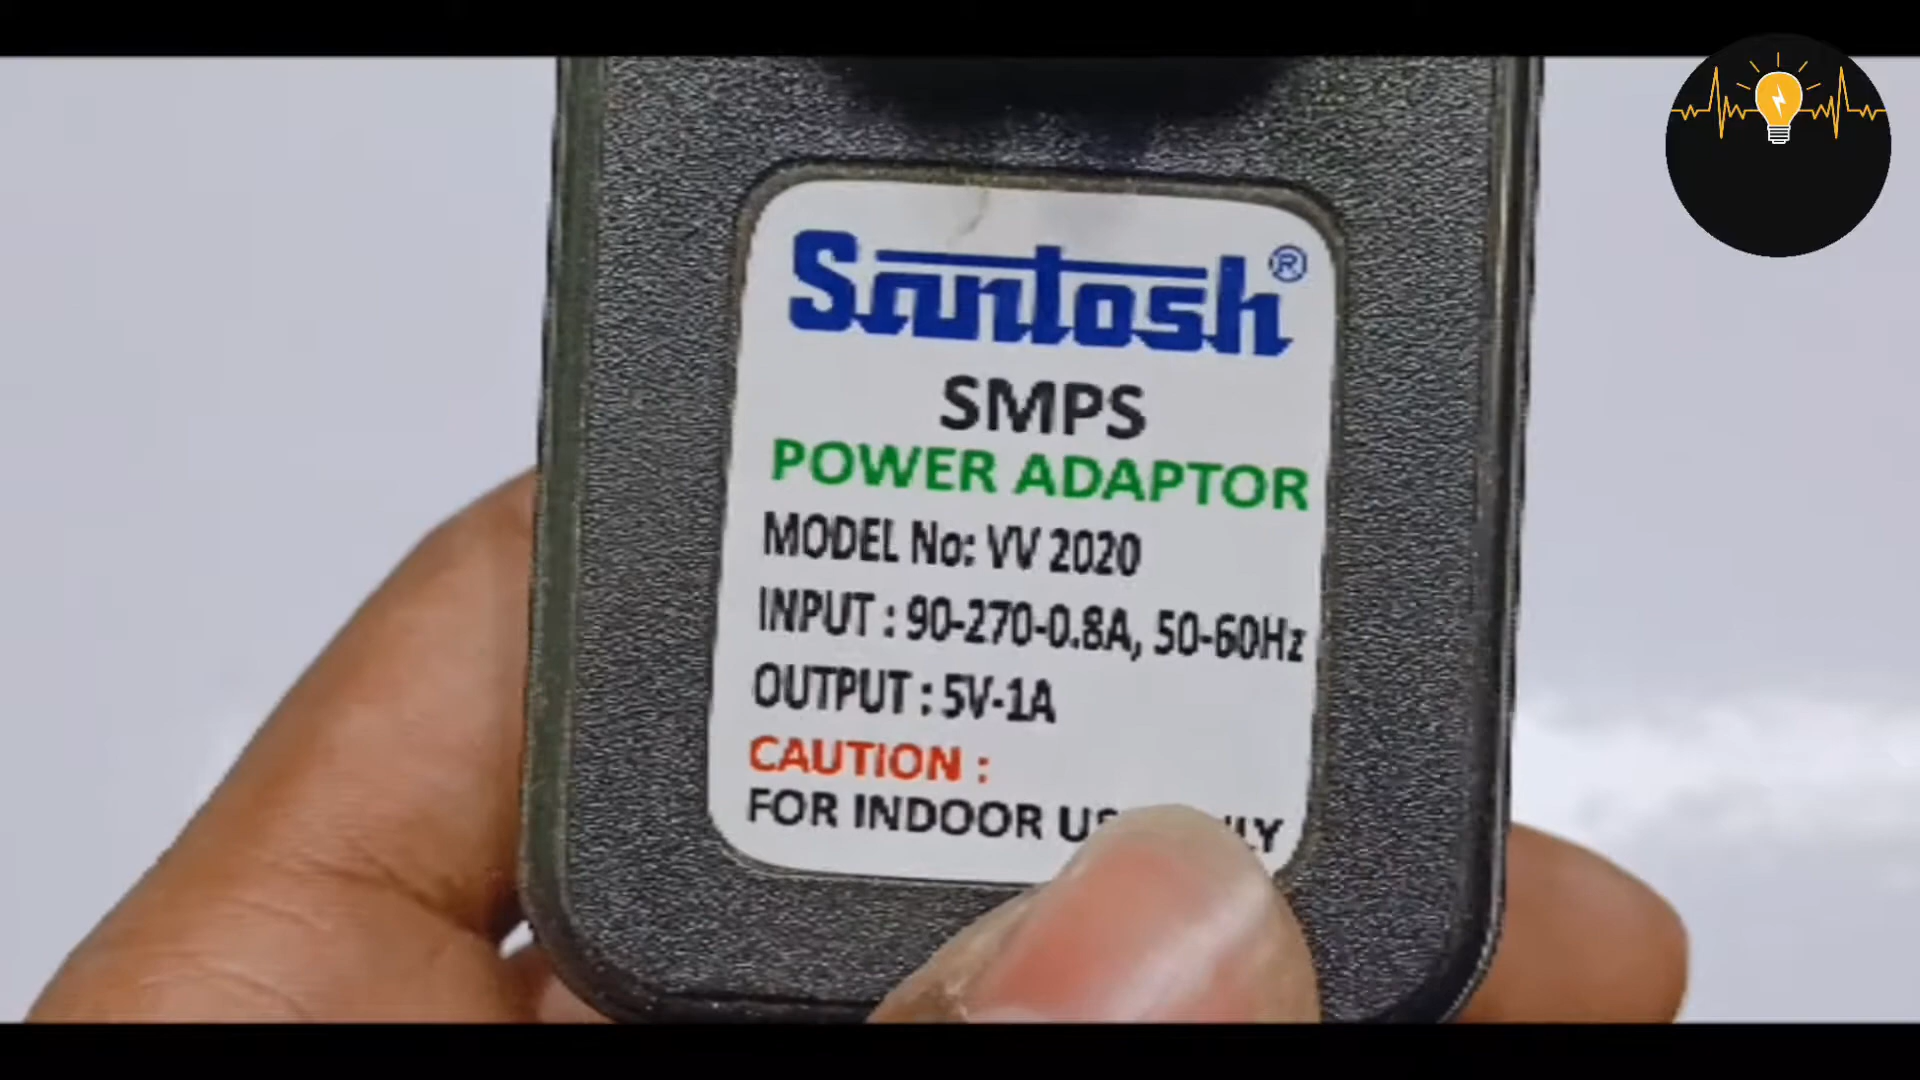 Santosh®
SMPS
POWER ADAPTOR
MODEL No: VV 2020
INPUT : 90-270-0.8A, 50-60Hz
OUTPUT : 5V-1A
CAUTION :
FOR INDOOR